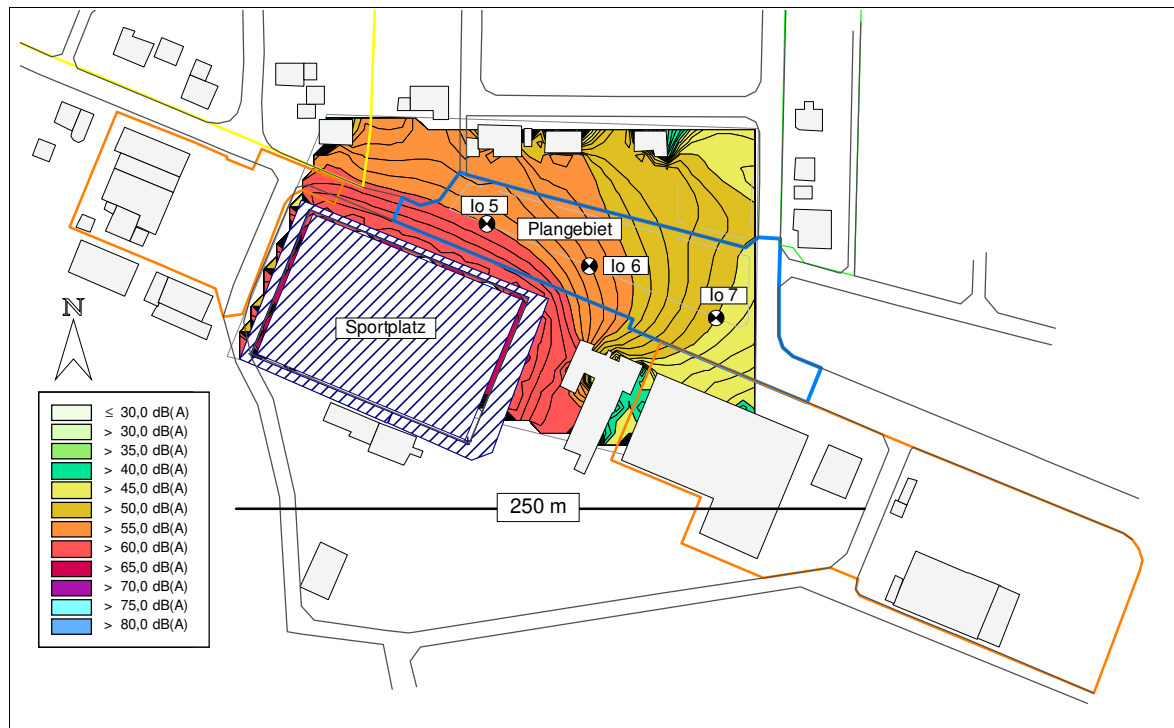 Io 5
Plangebiet
Io 6
Io 7
N
Sportplatz
≤ 30,0 dB(A)
> 30,0 dB(A)
> 35,0 dB(A)
> 40,0 dB(A)
> 45,0 dB(A)
> 50,0 dB(A)
> 55,0 dB(A)
> 60,0 dB(A)
> 65,0 dB(A)
> 70,0 dB(A)
> 75,0 dB(A)
> 80,0 dB(A)
250 m